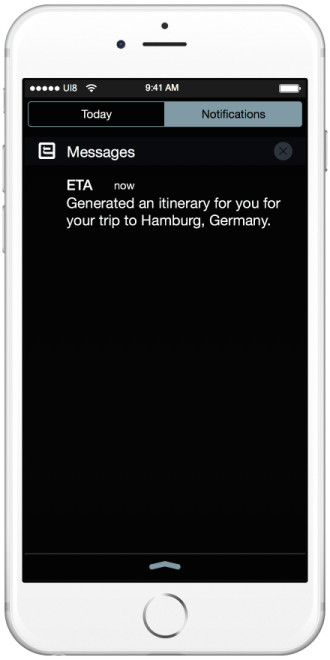 UI8 9:41 AM
Today Notifications
Messages
ETA now
Generated an itinerary for you for
your trip to Hamburg, Germany.